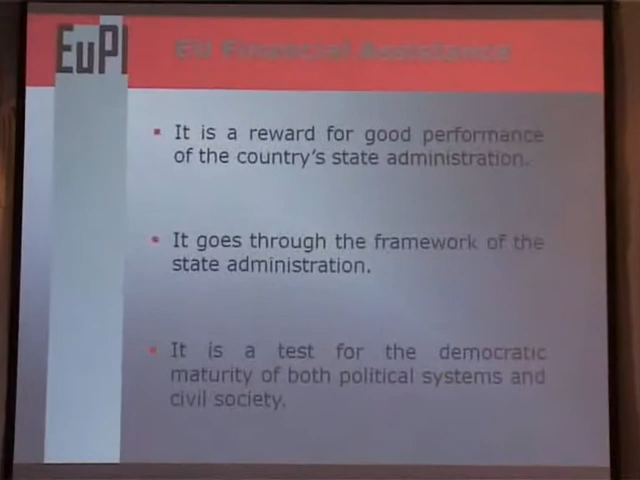 EuPI
EU Financial Assistance
It is a reward for good performance
of the country's state administration.
It goes through the framework of the
state administration.
It is a test for the democratic
maturity of both political systems and
civil society.